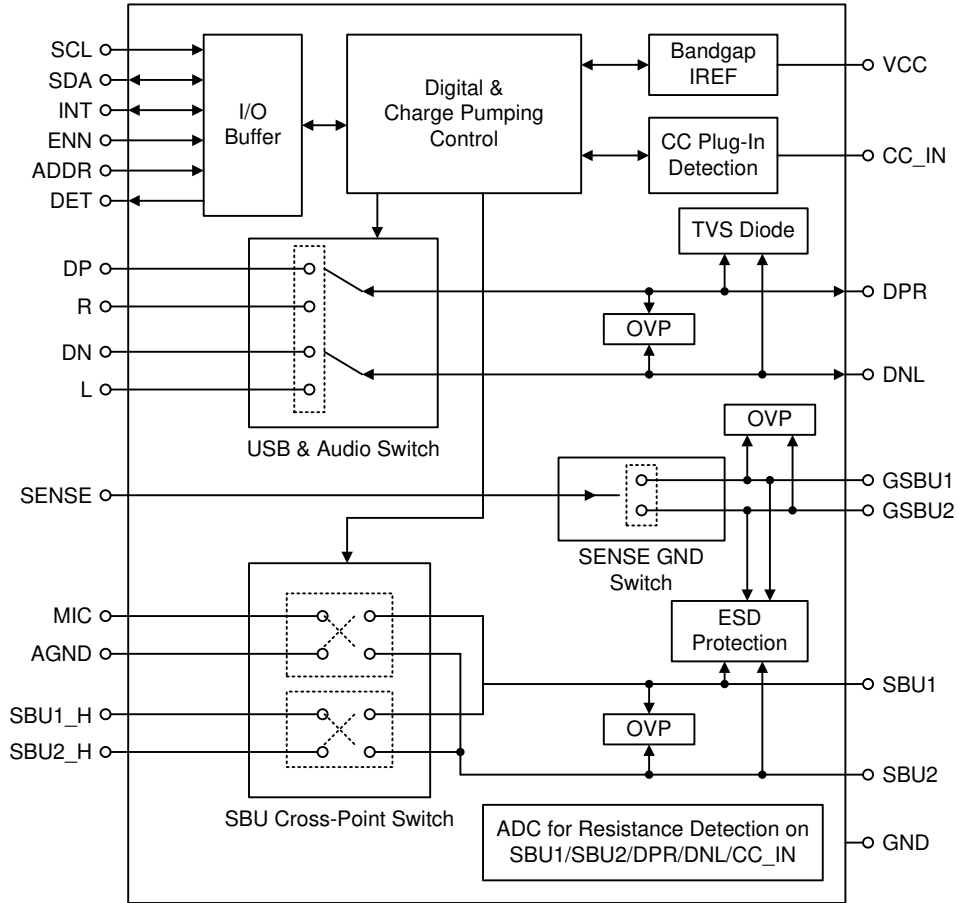 SCL
SDA
INT
ENN
ADDR
DET
I/O
Buffer
Digital &
Charge Pumping
Control
Bandgap
IREF
VCC
CC Plug-In
Detection
CC_IN
TVS Diode
DP
R
DN
L
USB & Audio Switch
OVP
DPR
DNL
OVP
SENSE
GSBU1
GSBU2
SENSE GND
Switch
MIC
AGND
SBU1_H
SBU2_H
SBU Cross-Point Switch
ESD
Protection
SBU1
OVP
SBU2
ADC for Resistance Detection on
SBU1/SBU2/DPR/DNL/CC_IN
GND